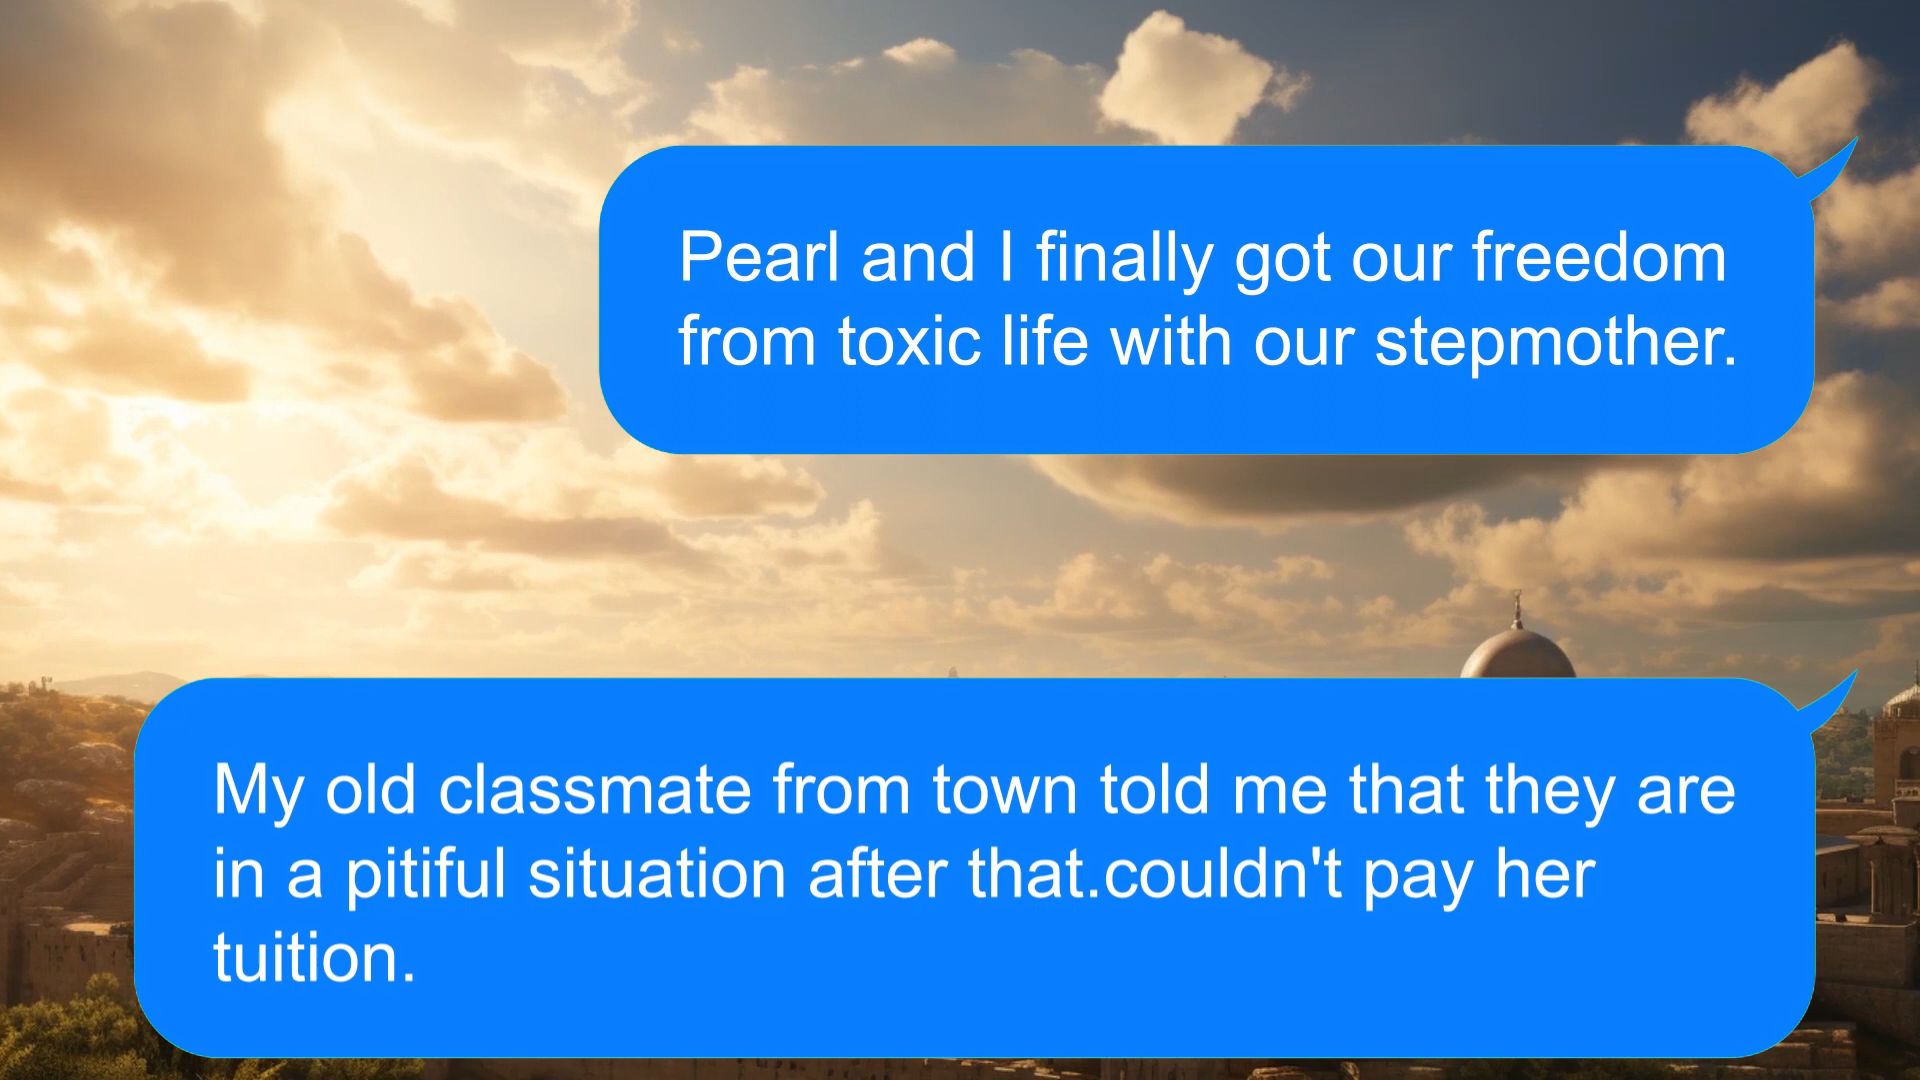 Pearl and I finally got our freedom
from toxic life with our stepmother.
My old classmate from town told me that they are
in a pitiful situation after that.couldn't pay her
tuition.